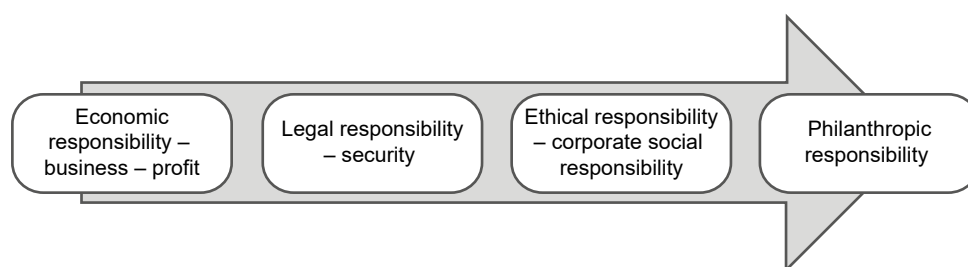 Economic
responsibility –
business – profit
Legal responsibility
– security
Ethical responsibility
– corporate social
responsibility
Philanthropic
responsibility